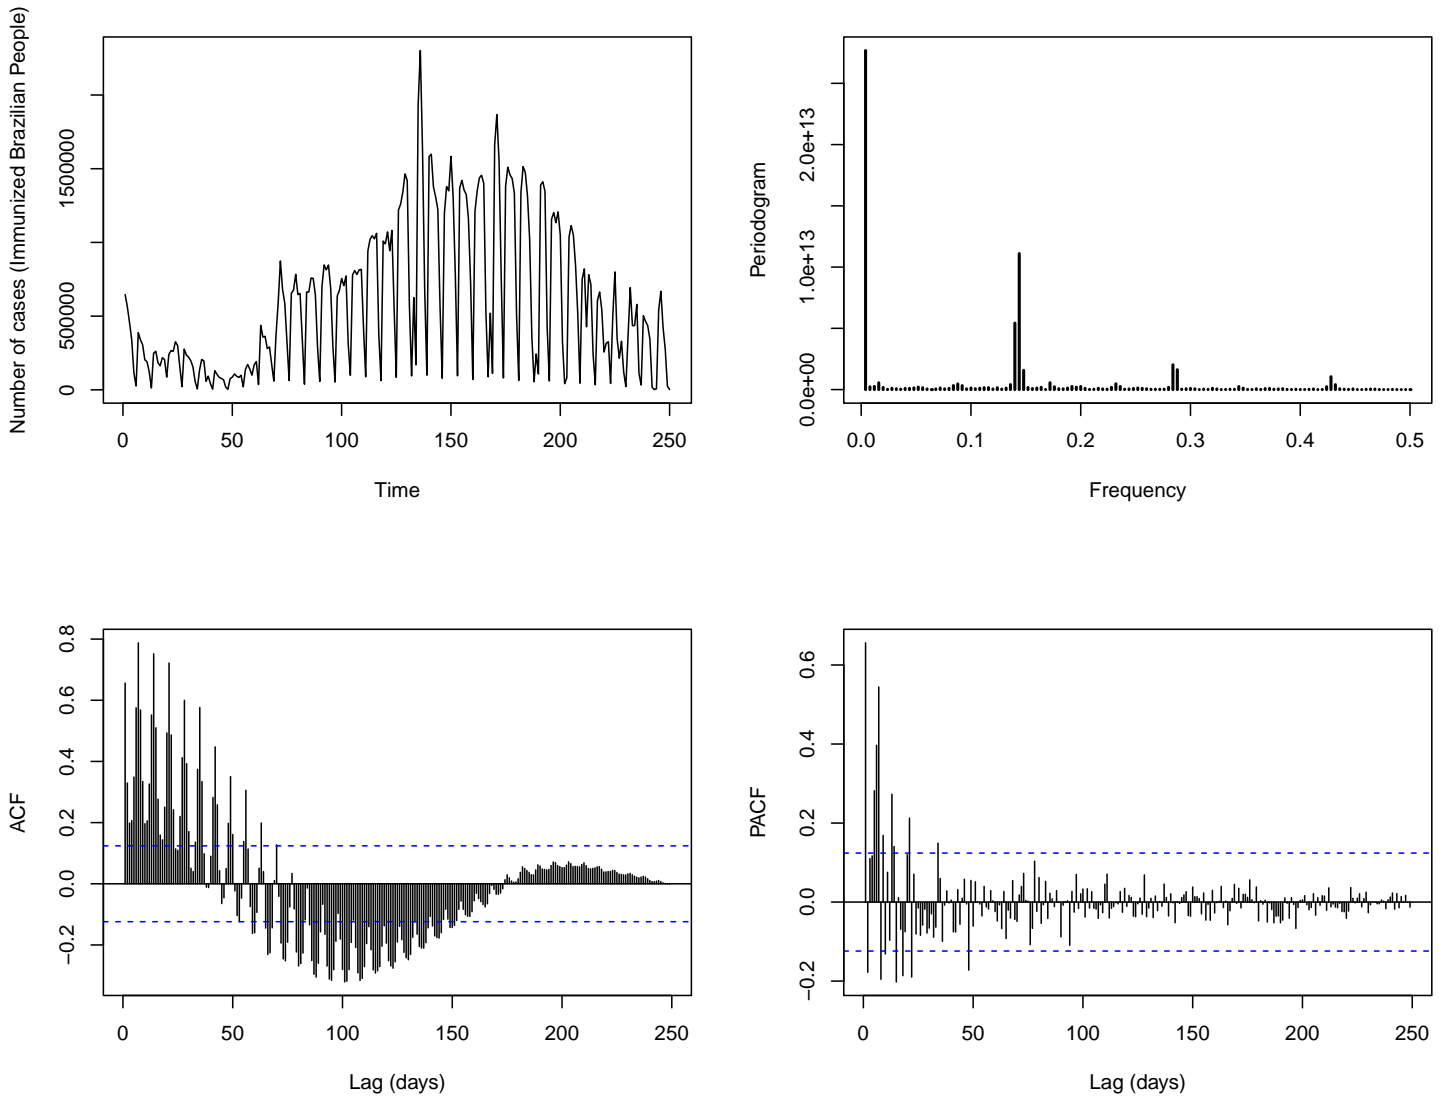 Number of cases (Immunized Brazilian People)
0 500000 1500000
0 50 100 150 200 250
Time
Periodogram
0.0e+00 1.0e+13 2.0e+13
0.0 0.1 0.2 0.3 0.4 0.5
Frequency
ACF
−0.2 0.0 0.2 0.4 0.6 0.8
0 50 100 150 200 250
Lag (days)
PACF
−0.2 0.0 0.2 0.4 0.6
0 50 100 150 200 250
Lag (days)